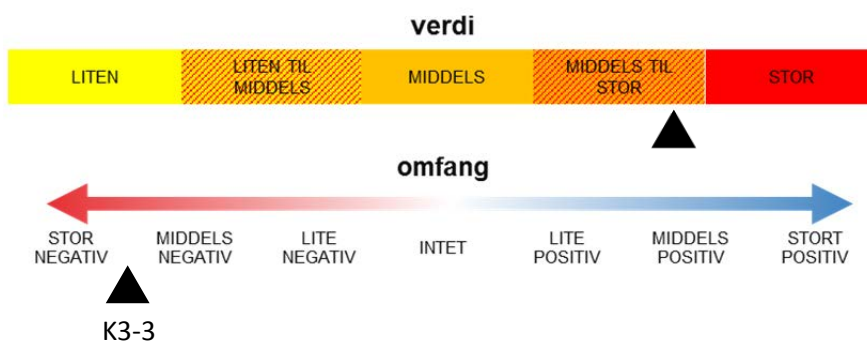 verdi
LITEN
LITEN TIL
MIDDELS
MIDDELS
MIDDELS TIL
STOR
STOR
omfang
STOR
NEGATIV
MIDDELS
NEGATIV
LITE
NEGATIV
INTET
LITE
POSITIV
MIDDELS
POSITIV
STORT
POSITIV
K3-3